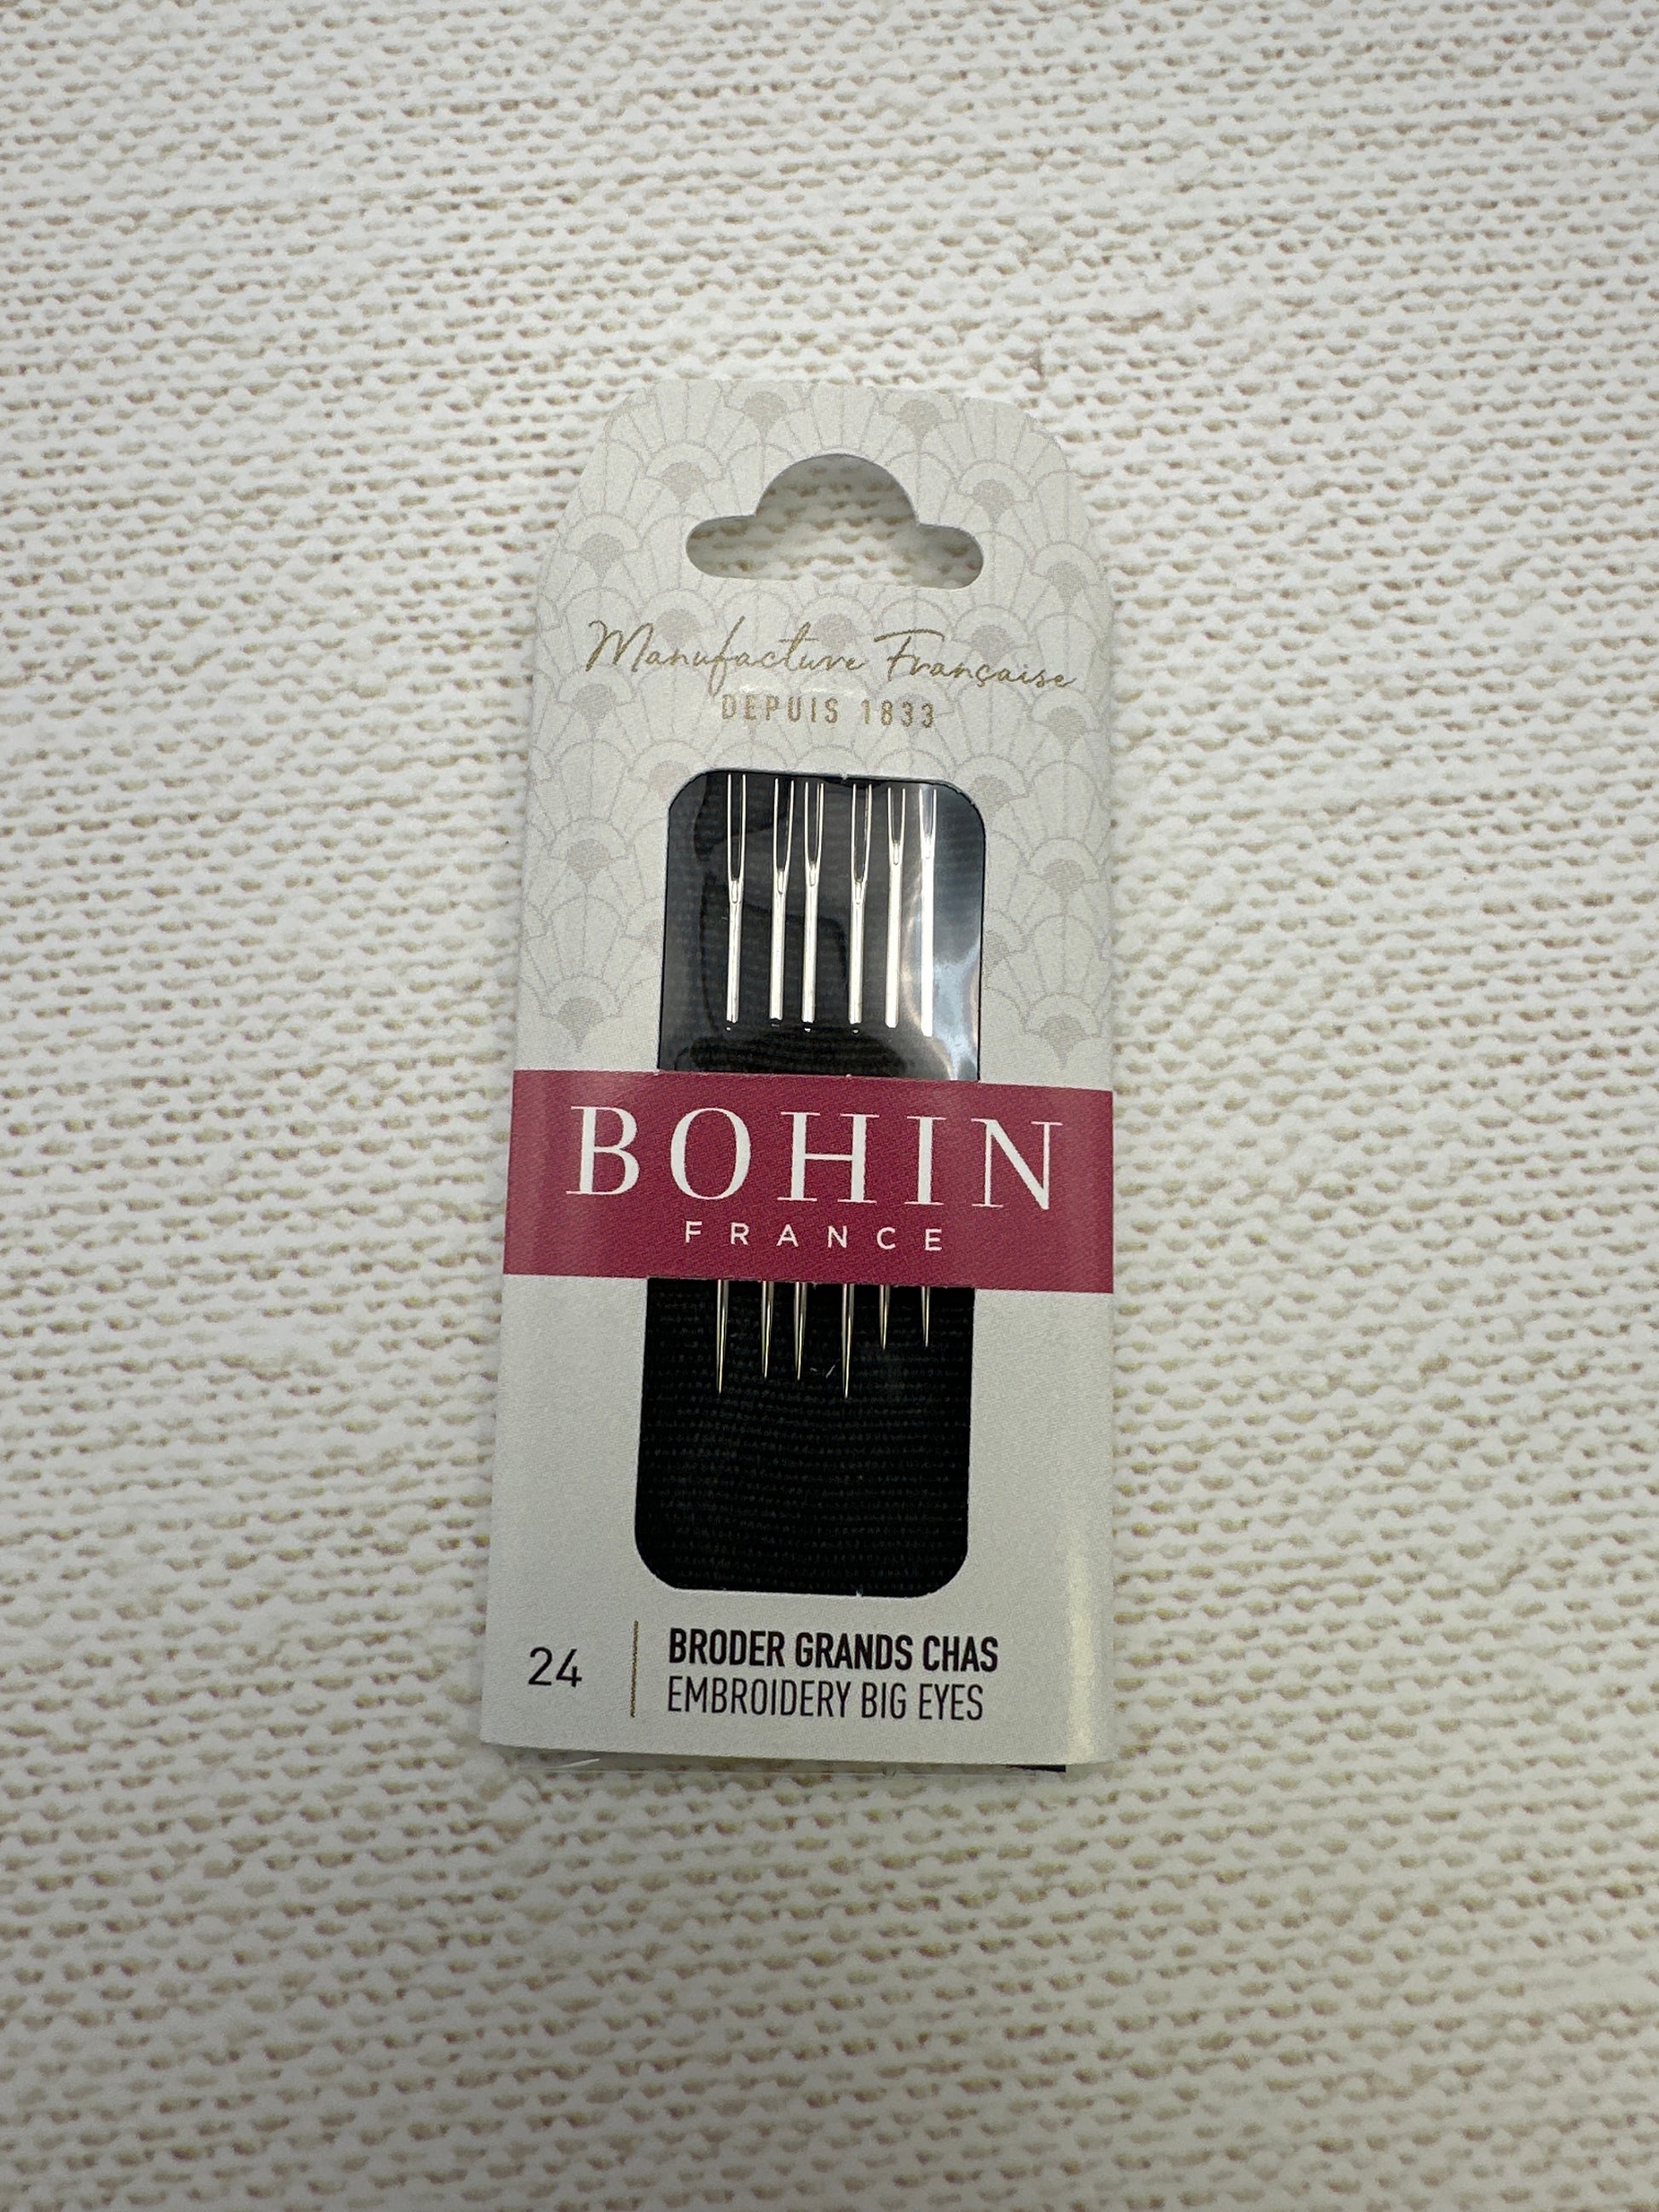 Manufacture Française
DEPUIS 1833
BOHIN
FRANCE
24
BRODER GRANDS CHAS
EMBROIDERY BIG EYES